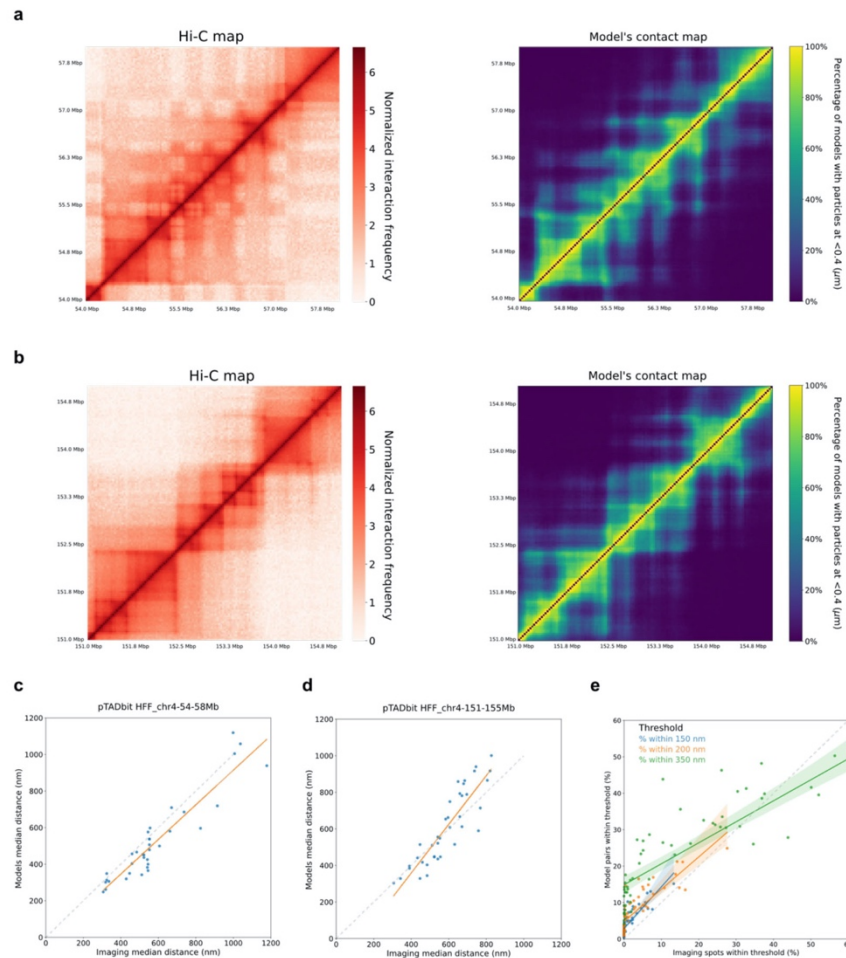 a
Hi-C map
57.8 Mbp
57.0 Mbp
56.3 Mbp
55.5 Mbp
54.8 Mbp
54.0 Mbp
54.0 Mbp 54.8 Mbp 55.5 Mbp 56.3 Mbp 57.0 Mbp 57.8 Mbp
6
5
4
3
2
1
0
Normalized interaction frequency
Model's contact map
57.8 Mbp
57.0 Mbp
56.3 Mbp
55.5 Mbp
54.8 Mbp
54.0 Mbp
54.0 Mbp 54.8 Mbp 55.5 Mbp 56.3 Mbp 57.0 Mbp 57.8 Mbp
100%
80%
60%
40%
20%
0%
Percentage of models with particles at <0.4 (μm)
b
Hi-C map
154.8 Mbp
154.0 Mbp
153.3 Mbp
152.5 Mbp
151.8 Mbp
151.0 Mbp
151.0 Mbp 151.8 Mbp 152.5 Mbp 153.3 Mbp 154.0 Mbp 154.8 Mbp
6
5
4
3
2
1
0
Normalized interaction frequency
Model's contact map
154.8 Mbp
154.0 Mbp
153.3 Mbp
152.5 Mbp
151.8 Mbp
151.0 Mbp
151.0 Mbp 151.8 Mbp 152.5 Mbp 153.3 Mbp 154.0 Mbp 154.8 Mbp
100%
80%
60%
40%
20%
0%
Percentage of models with particles at <0.4 (μm)
c
pTADbit HFF_chr4-54-58Mb
1200
1000
800
600
400
200
0
Models median distance (nm)
0 200 400 600 800 1000 1200
Imaging median distance (nm)
d
pTADbit HFF_chr4-151-155Mb
1200
1000
800
600
400
200
0
Models median distance (nm)
0 200 400 600 800 1000 1200
Imaging median distance (nm)
e
60
50
40
30
20
10
0
Model pairs within threshold (%)
Threshold
% within 150 nm
% within 200 nm
% within 350 nm
0 10 20 30 40 50 60
Imaging spots within threshold (%)